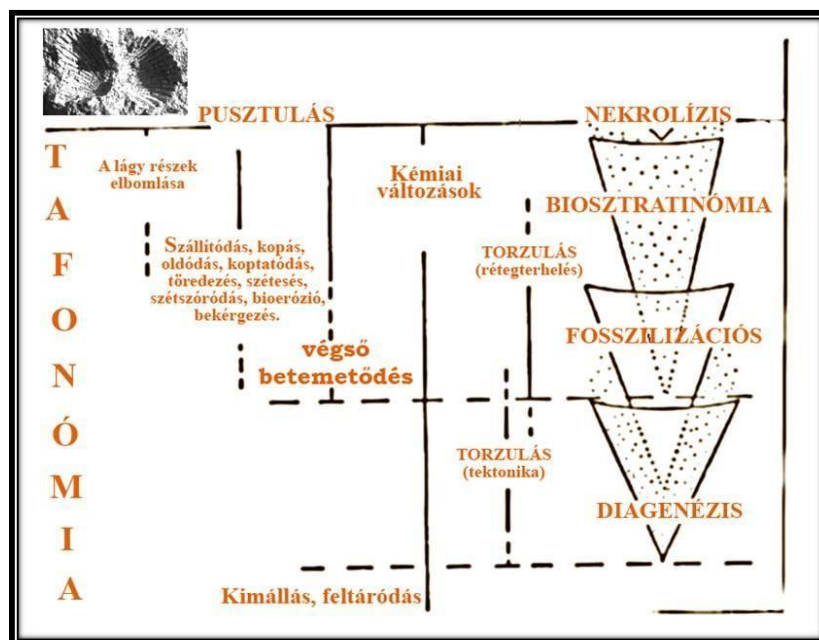 PUSZTULÁS
NEKROLÍZIS
TAFONÓMIA
A lágy részek
elbomlása
Kémiai
változások
BIOSZTRATINÓMIA
Szállítódás, kopás,
oldódás, koptatódás,
töredezés, szétesés,
szétszóródás, bioerózió,
bekérgezés.
TORZULÁS
(rétegterhelés)
FOSSZILIZÁCIÓS
végső
betemetődés
TORZULÁS
(tektonika)
DIAGENÉZIS
Kimállás, feltáródás